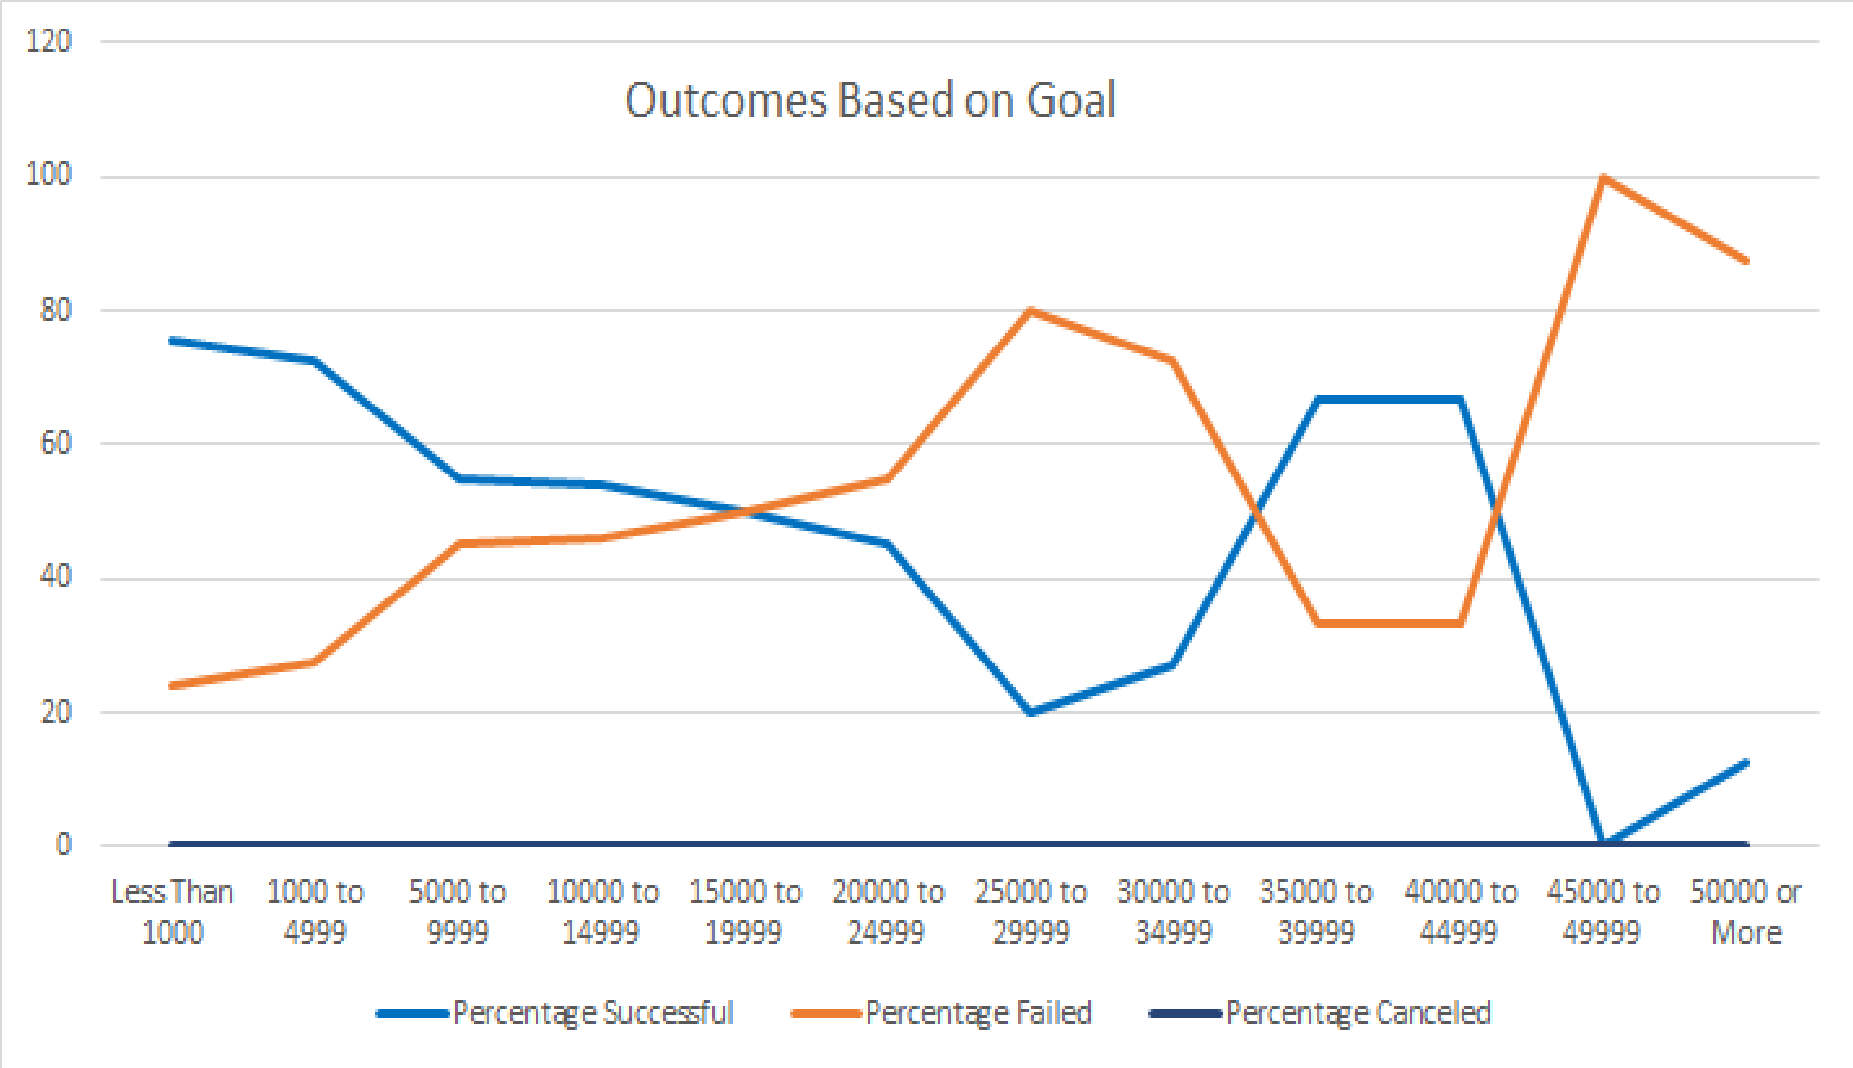 Outcomes Based on Goal
120
100
80
60
40
20
0
Less Than 1000
1000 to 4999
5000 to 9999
10000 to 14999
15000 to 19999
20000 to 24999
25000 to 29999
30000 to 34999
35000 to 39999
40000 to 44999
45000 to 49999
50000 or More
Percentage Successful
Percentage Failed
Percentage Canceled